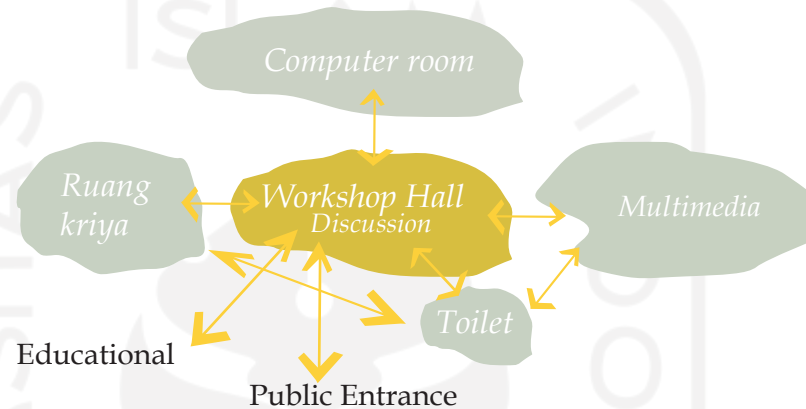 Computer room
Ruang
kriya
Workshop Hall
Discussion
Multimedia
Toilet
Educational
Public Entrance